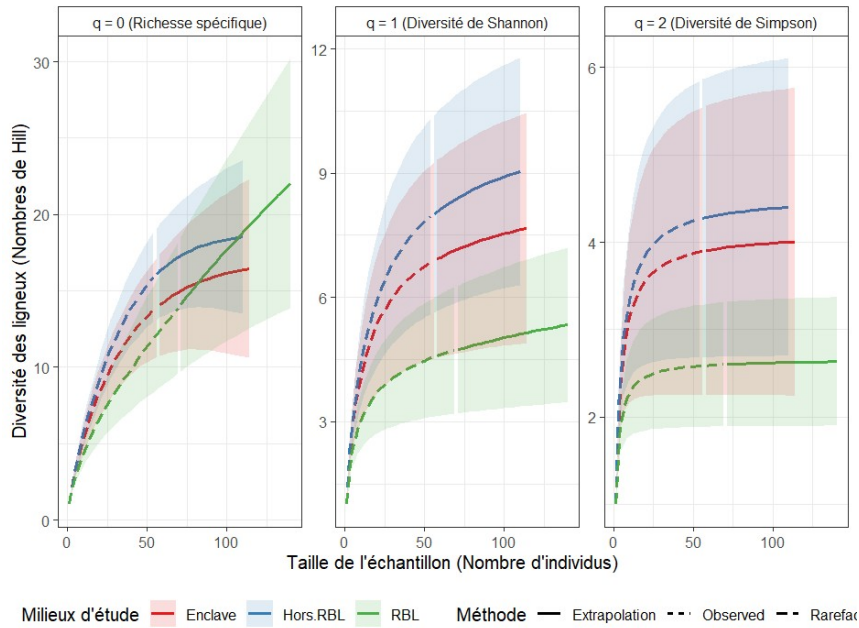 q = 0 (Richesse spécifique)
q = 1 (Diversité de Shannon)
q = 2 (Diversité de Simpson)
Diversité des ligneux (Nombres de Hill)
30
20
10
0
12
9
6
3
6
4
2
0 50 100
0 50 100
0 50 100
Taille de l'échantillon (Nombre d'individus)
Milieux d'étude Enclave Hors.RBL RBL Méthode Extrapolation Observed Rarefac